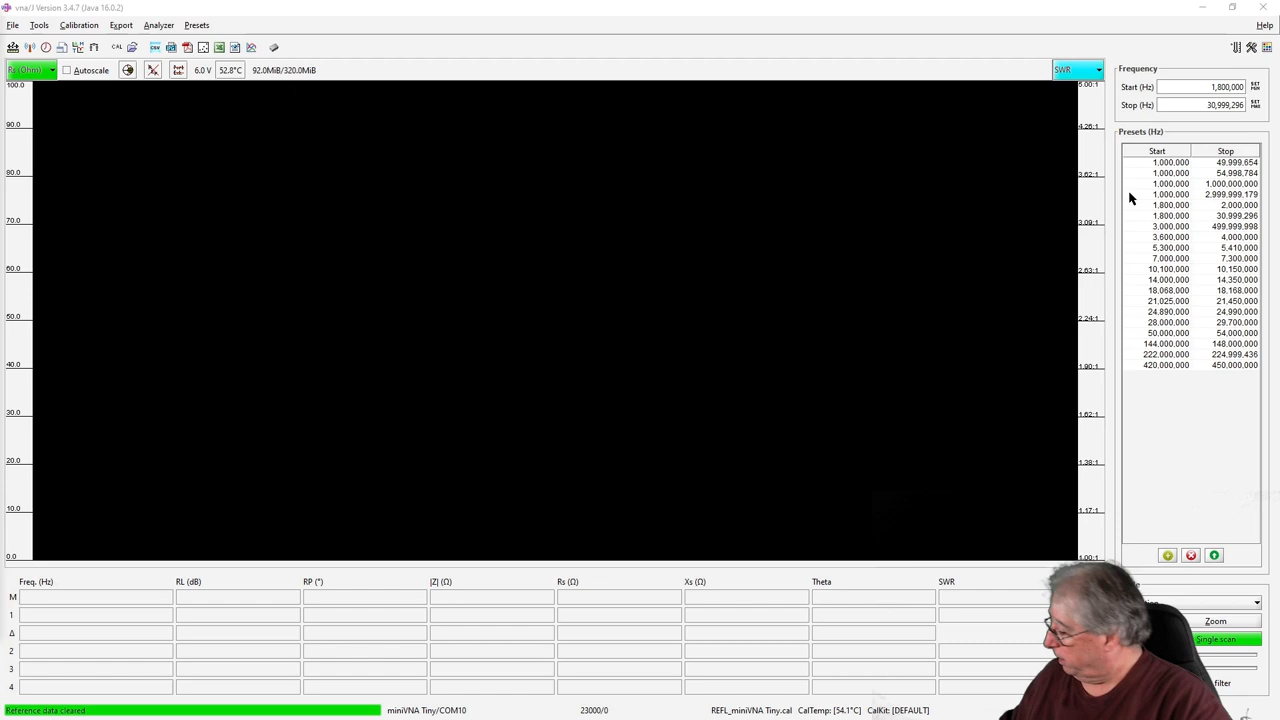 vna/J Version 3.4.7 (Java 16.0.2)
File Tools Calibration Export Analyzer Presets Help
CAL CSV
Rs (Ohm) Autoscale 6.0 V 52.8°C 92.0MiB/320.0MiB SWR
100.0 5.00:1
90.0 4.26:1
80.0 3.62:1
70.0 3.09:1
60.0 2.63:1
50.0 2.24:1
40.0 1.90:1
30.0 1.62:1
20.0 1.38:1
10.0 1.17:1
0.0 1.00:1
Frequency
Start (Hz) 1,800,000
Stop (Hz) 30,999,296
Presets (Hz)
Start Stop
1,000,000 49,999,654
1,000,000 54,998,784
1,000,000 1,000,000,000
1,000,000 2,999,999,179
1,800,000 2,000,000
1,800,000 30,999,296
3,000,000 499,999,998
3,600,000 4,000,000
5,300,000 5,410,000
7,000,000 7,300,000
10,100,000 10,150,000
14,000,000 14,350,000
18,068,000 18,168,000
21,025,000 21,450,000
24,890,000 24,990,000
28,000,000 29,700,000
50,000,000 54,000,000
144,000,000 148,000,000
222,000,000 224,999,436
420,000,000 450,000,000
Freq. (Hz) RL (dB) RP (°) |Z| (Ω) Rs (Ω) Xs (Ω) Theta SWR
M
1
Δ
2
3
4
Zoom
Single scan
filter
Reference data cleared miniVNA Tiny/COM10 23000/0 REFL_miniVNA Tiny.cal CalTemp: [54.1°C] CalKit: [DEFAULT]